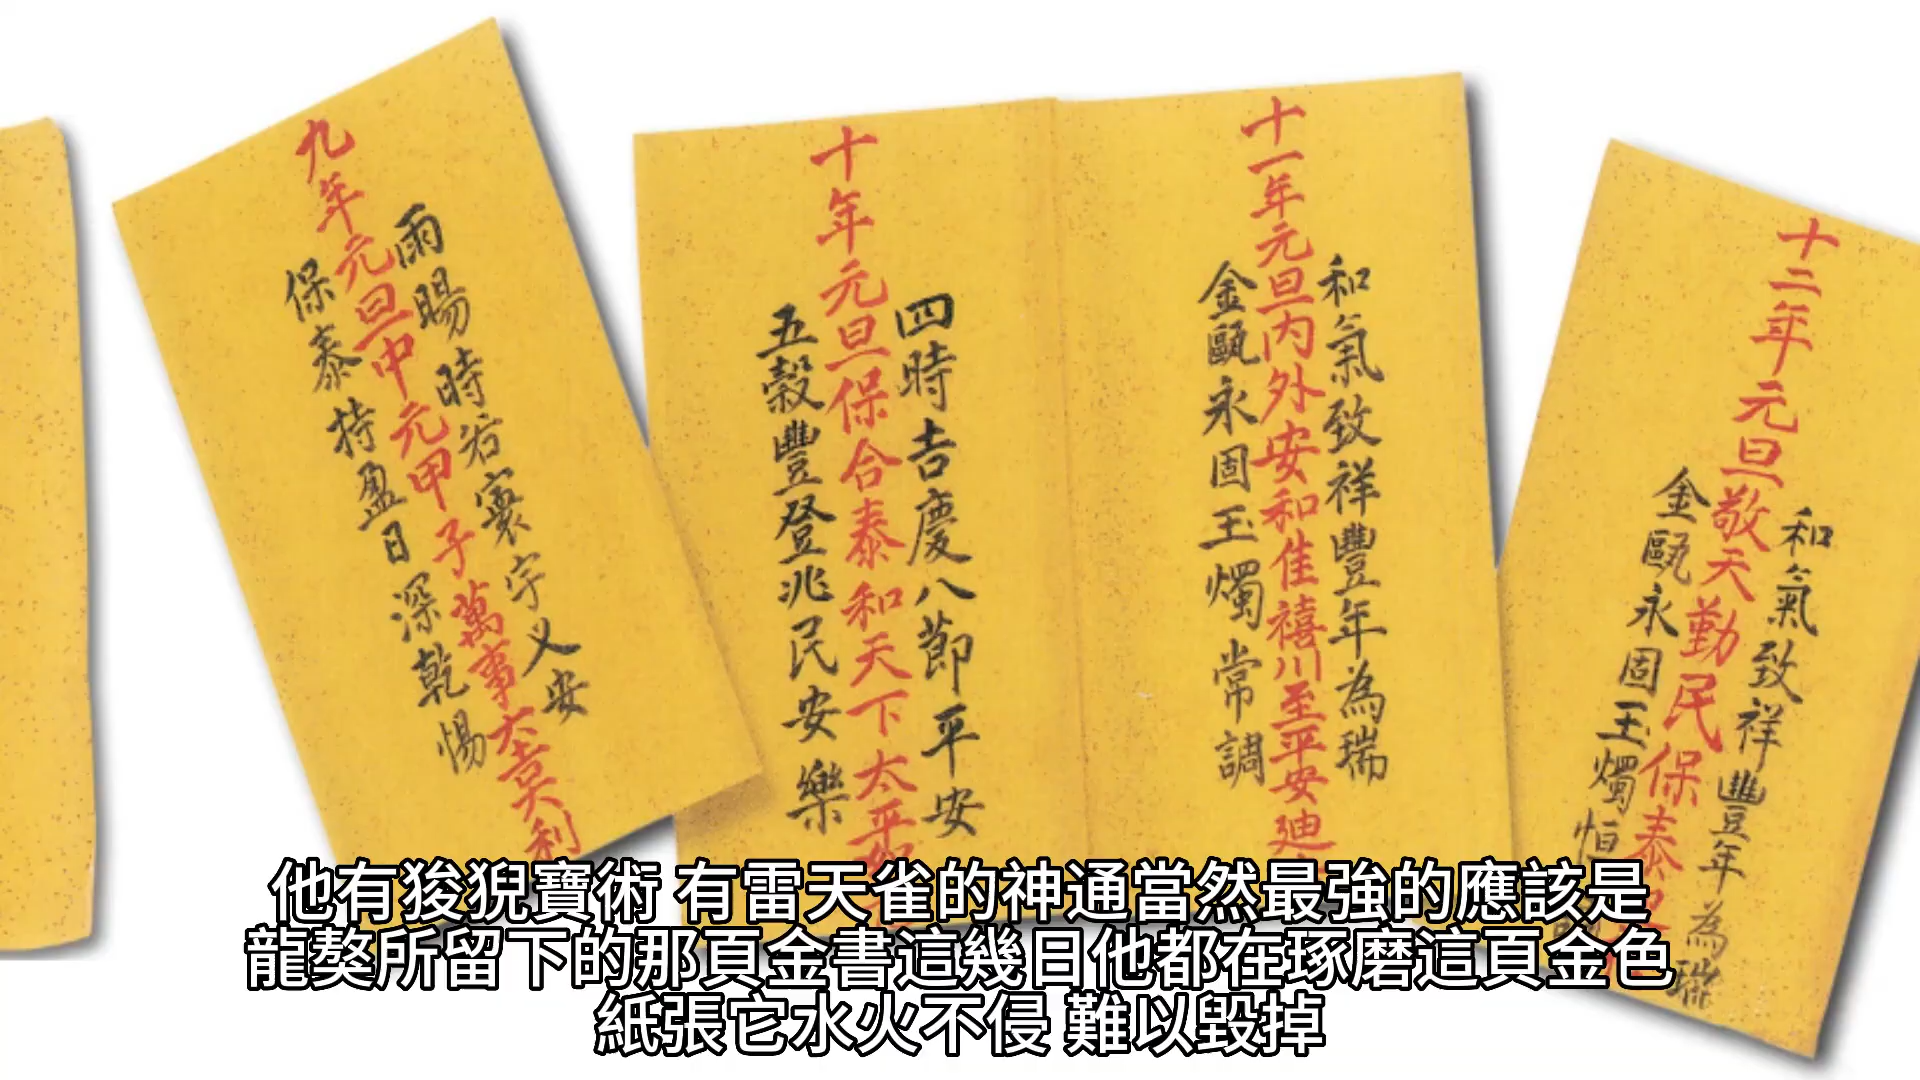 九年元旦中元甲子萬事大吉大利
雨暘時若寰宇乂安
保泰持盈日深乾惕
十年元旦保合泰和天下太平
四時吉慶八節平安
五穀豐登兆民安樂
十一年元旦內外安和佳禧川至平安迪
和氣致祥豐年為瑞
金甌永固玉燭常調
十二年元旦敬天勤民保泰
和氣致祥豐年為瑞
金甌永固玉燭恒
他有狻猊寶術 有雷天雀的神通當然最強的應該是
龍獒所留下的那頁金書這幾日他都在琢磨這頁金色
紙張它水火不侵 難以毀掉